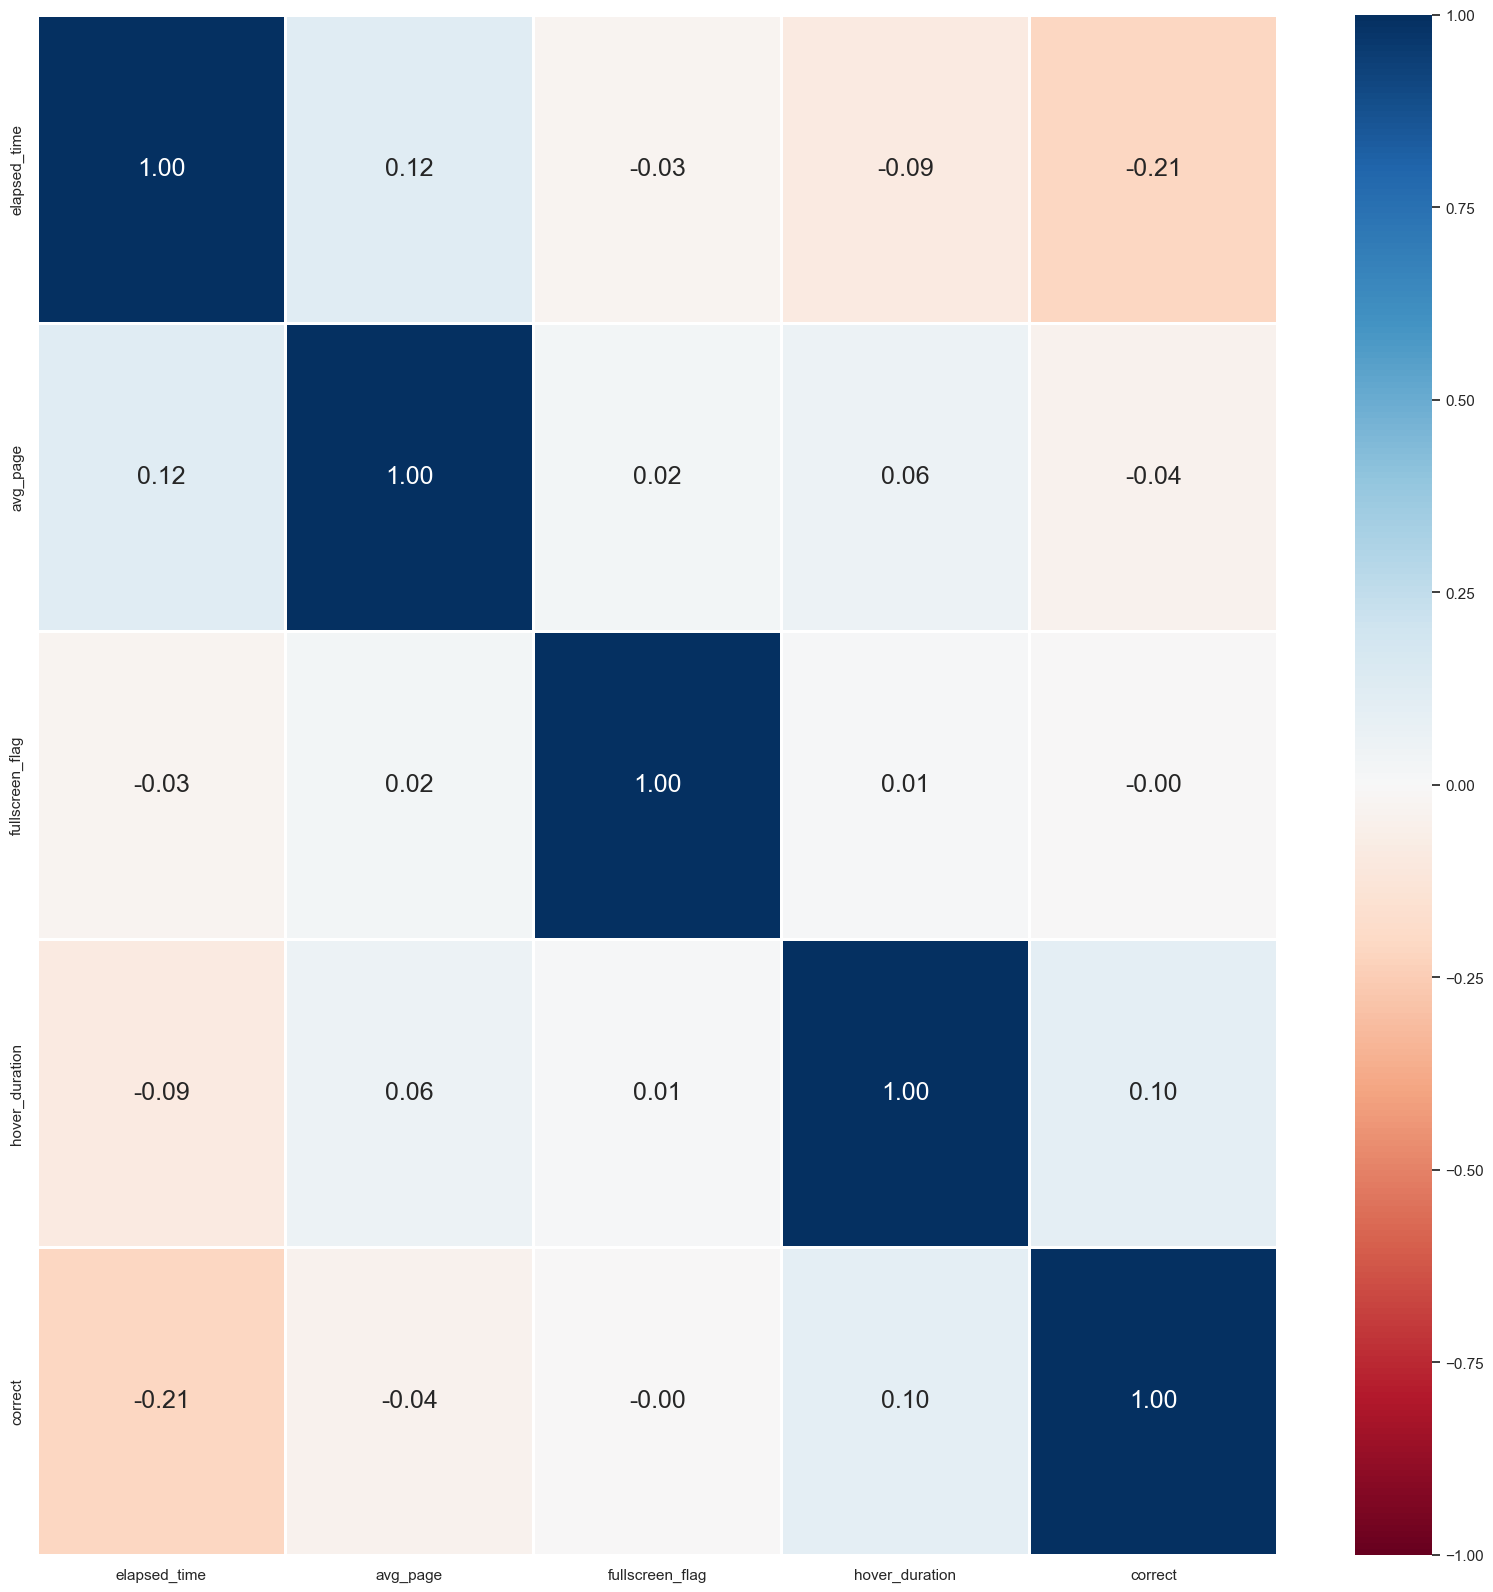 elapsed_time 1.00 0.12 -0.03 -0.09 -0.21
avg_page 0.12 1.00 0.02 0.06 -0.04
fullscreen_flag -0.03 0.02 1.00 0.01 -0.00
hover_duration -0.09 0.06 0.01 1.00 0.10
correct -0.21 -0.04 -0.00 0.10 1.00
elapsed_time avg_page fullscreen_flag hover_duration correct
1.00
0.75
0.50
0.25
0.00
−0.25
−0.50
−0.75
−1.00